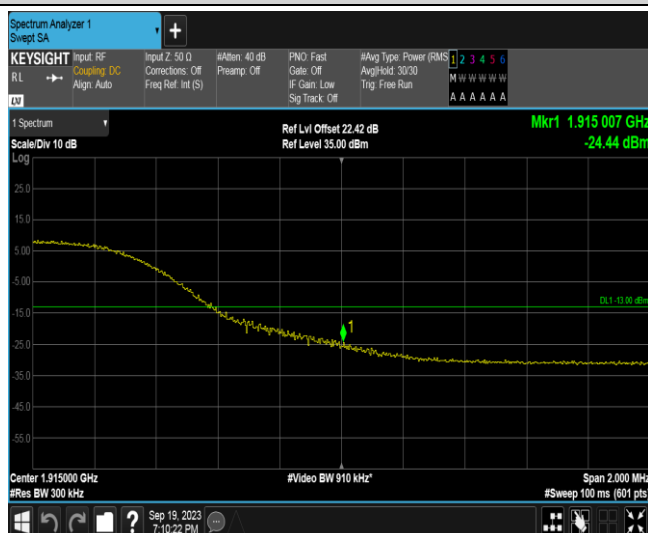 Spectrum Analyzer 1
Swept SA
+
KEYSIGHT
RL
LXI
Input: RF
Coupling: DC
Align: Auto
Input Z: 50 Ω
Corrections: Off
Freq Ref: Int (S)
#Atten: 40 dB
Preamp: Off
PNO: Fast
Gate: Off
IF Gain: Low
Sig Track: Off
#Avg Type: Power (RMS
Avg|Hold: 30/30
Trig: Free Run
1 2 3 4 5 6
M W W W W W
A A A A A A
1 Spectrum
Scale/Div 10 dB
Log
Ref Lvl Offset 22.42 dB
Ref Level 35.00 dBm
Mkr1 1.915 007 GHz
-24.44 dBm
25.0
15.0
5.00
-5.00
DL1 -13.00 dBm
-15.0
1
-25.0
-35.0
-45.0
-55.0
Center 1.915000 GHz
#Res BW 300 kHz
#Video BW 910 kHz*
Span 2.000 MHz
#Sweep 100 ms (601 pts)
?
Sep 19, 2023
7:10:22 PM